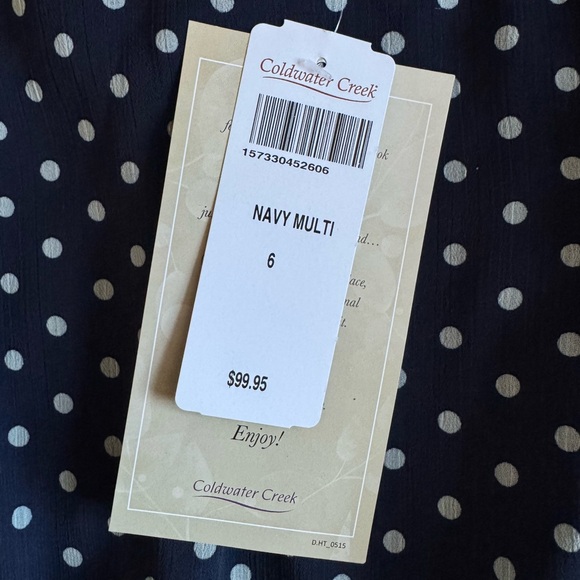 Coldwater Creek
157330452606
NAVY MULTI
6
$99.95
Enjoy!
Coldwater Creek
D.HT_0515